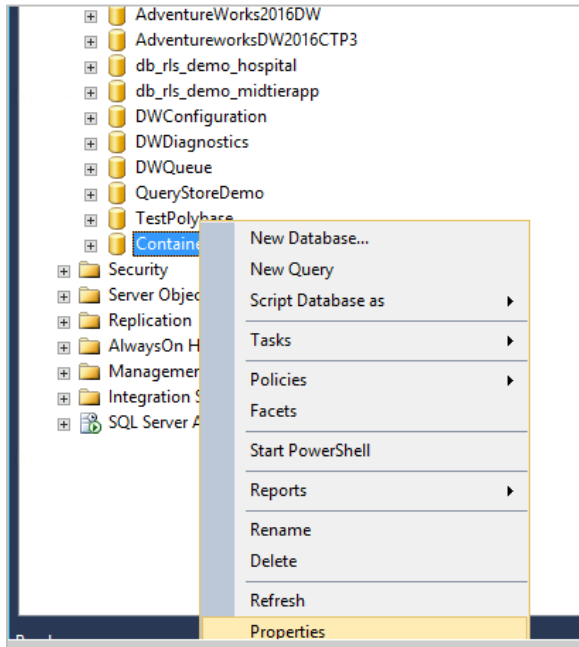 AdventureWorks2016DW
AdventureworksDW2016CTP3
db_rls_demo_hospital
db_rls_demo_midtierapp
DWConfiguration
DWDiagnostics
DWQueue
QueryStoreDemo
TestPolybase
Containe
Security
Server Objec
Replication
AlwaysOn H
Managemer
Integration S
SQL Server A
New Database...
New Query
Script Database as
Tasks
Policies
Facets
Start PowerShell
Reports
Rename
Delete
Refresh
Properties